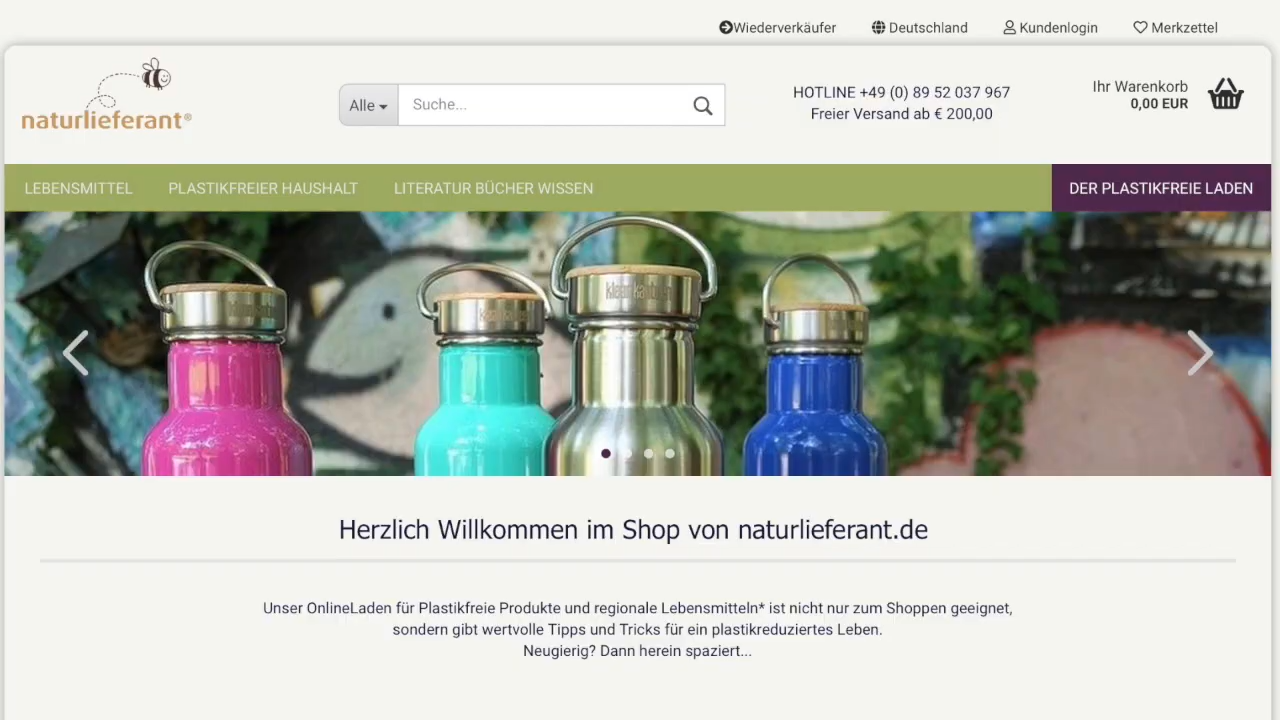 Wiederverkäufer Deutschland Kundenlogin Merkzettel
naturlieferant®
Alle Suche...
HOTLINE +49 (0) 89 52 037 967
Freier Versand ab € 200,00
Ihr Warenkorb
0,00 EUR
LEBENSMITTEL PLASTIKFREIER HAUSHALT LITERATUR BÜCHER WISSEN DER PLASTIKFREIE LADEN
Herzlich Willkommen im Shop von naturlieferant.de
Unser OnlineLaden für Plastikfreie Produkte und regionale Lebensmitteln* ist nicht nur zum Shoppen geeignet,
sondern gibt wertvolle Tipps und Tricks für ein plastikreduziertes Leben.
Neugierig? Dann herein spaziert...